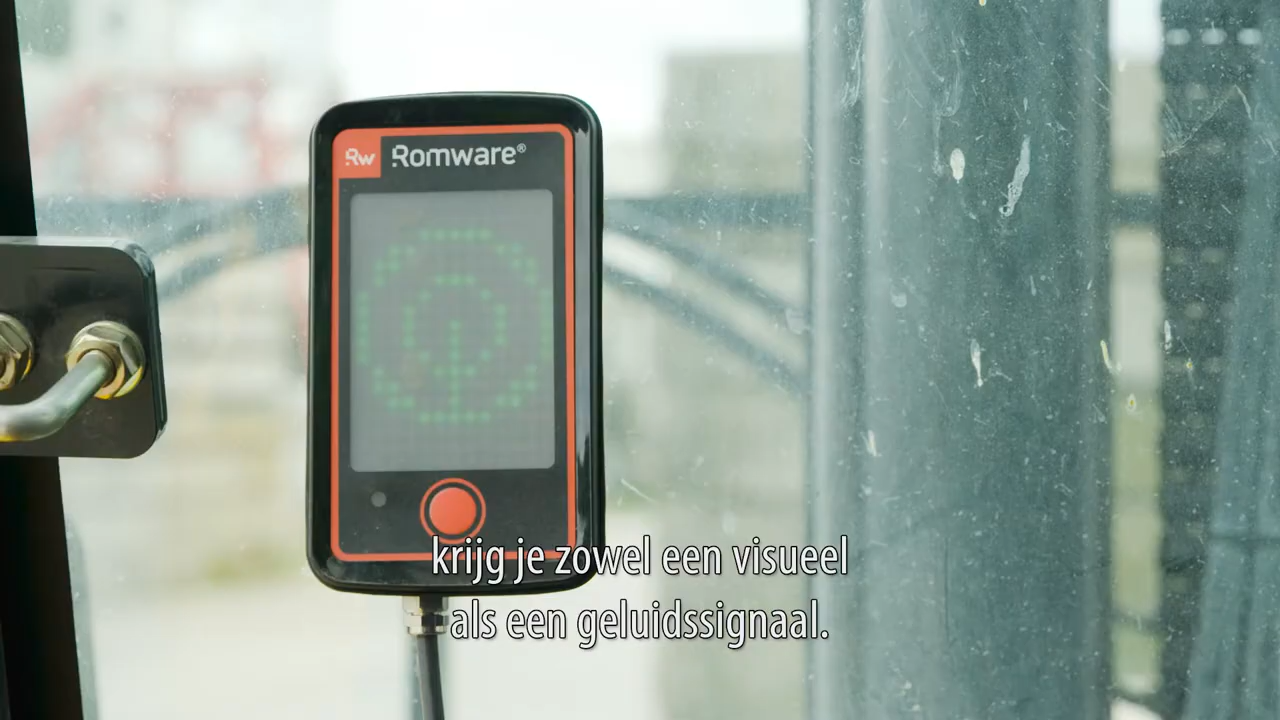 Rw Romware®
krijg je zowel een visueel
als een geluidssignaal.